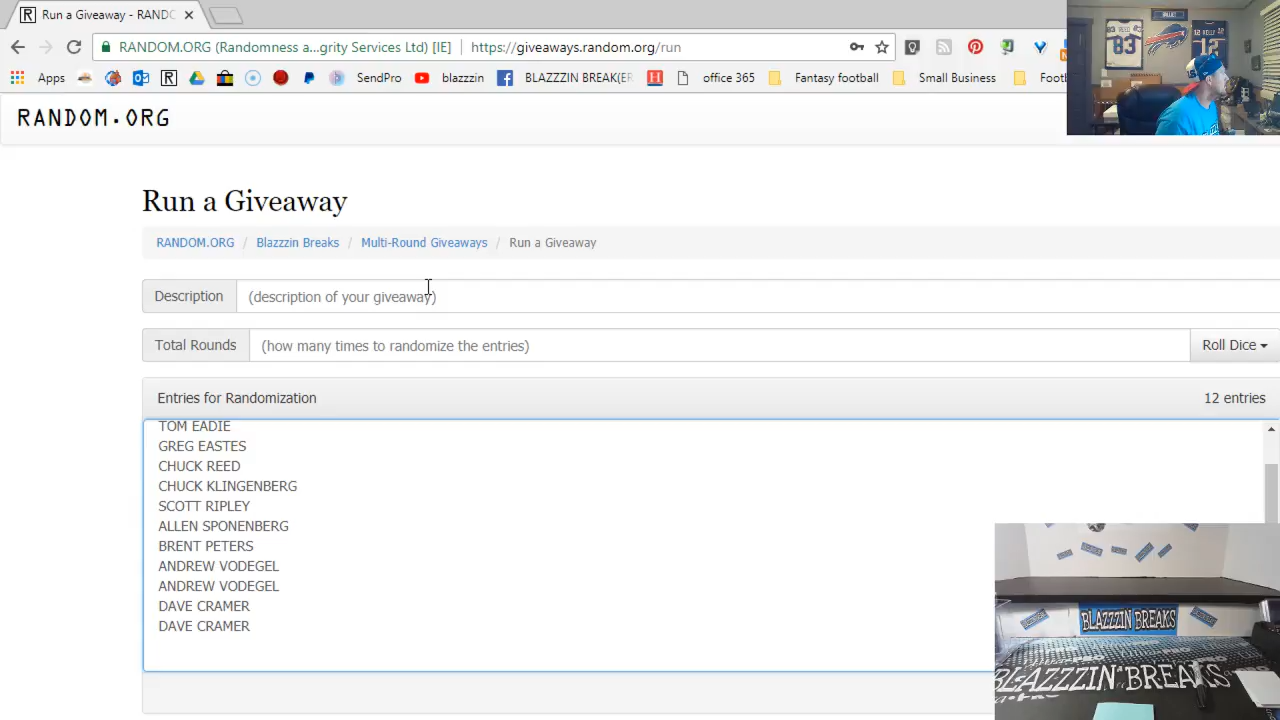 Run a Giveaway - RANDO
RANDOM.ORG (Randomness a...grity Services Ltd) [IE] | https://giveaways.random.org/run
Apps SendPro blazzzin BLAZZZIN BREAK(ER office 365 Fantasy football Small Business Footl
RANDOM.ORG
Run a Giveaway
RANDOM.ORG / Blazzzin Breaks / Multi-Round Giveaways / Run a Giveaway
Description (description of your giveaway)
Total Rounds (how many times to randomize the entries) Roll Dice
Entries for Randomization 12 entries
TOM EADIE
GREG EASTES
CHUCK REED
CHUCK KLINGENBERG
SCOTT RIPLEY
ALLEN SPONENBERG
BRENT PETERS
ANDREW VODEGEL
ANDREW VODEGEL
DAVE CRAMER
DAVE CRAMER
83
12
BLAZZZIN BREAKS
BLAZZZIN BREAKS